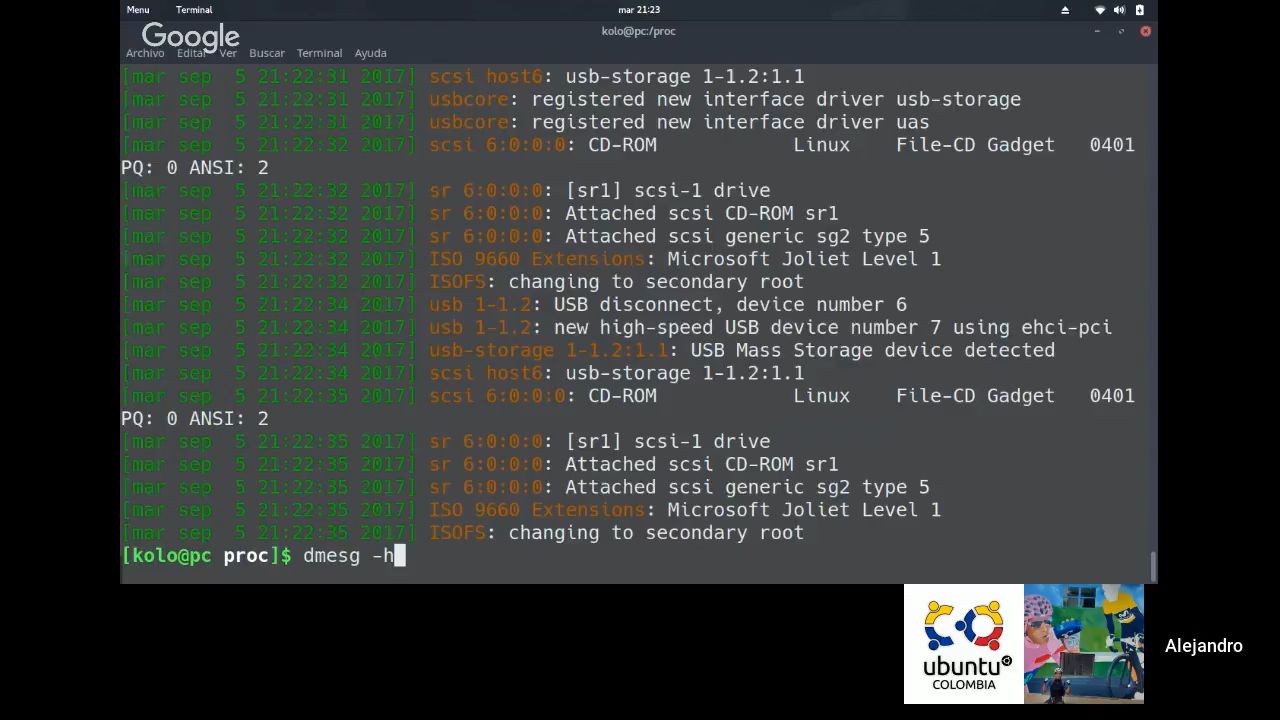 Menu Terminal mar 21:23
kolo@pc:/proc
Google
Archivo Editar Ver Buscar Terminal Ayuda
[mar sep  5 21:22:31 2017] scsi host6: usb-storage 1-1.2:1.1
[mar sep  5 21:22:31 2017] usbcore: registered new interface driver usb-storage
[mar sep  5 21:22:31 2017] usbcore: registered new interface driver uas
[mar sep  5 21:22:32 2017] scsi 6:0:0:0: CD-ROM            Linux    File-CD Gadget   0401
PQ: 0 ANSI: 2
[mar sep  5 21:22:32 2017] sr 6:0:0:0: [sr1] scsi-1 drive
[mar sep  5 21:22:32 2017] sr 6:0:0:0: Attached scsi CD-ROM sr1
[mar sep  5 21:22:32 2017] sr 6:0:0:0: Attached scsi generic sg2 type 5
[mar sep  5 21:22:32 2017] ISO 9660 Extensions: Microsoft Joliet Level 1
[mar sep  5 21:22:32 2017] ISOFS: changing to secondary root
[mar sep  5 21:22:34 2017] usb 1-1.2: USB disconnect, device number 6
[mar sep  5 21:22:34 2017] usb 1-1.2: new high-speed USB device number 7 using ehci-pci
[mar sep  5 21:22:34 2017] usb-storage 1-1.2:1.1: USB Mass Storage device detected
[mar sep  5 21:22:34 2017] scsi host6: usb-storage 1-1.2:1.1
[mar sep  5 21:22:35 2017] scsi 6:0:0:0: CD-ROM            Linux    File-CD Gadget   0401
PQ: 0 ANSI: 2
[mar sep  5 21:22:35 2017] sr 6:0:0:0: [sr1] scsi-1 drive
[mar sep  5 21:22:35 2017] sr 6:0:0:0: Attached scsi CD-ROM sr1
[mar sep  5 21:22:35 2017] sr 6:0:0:0: Attached scsi generic sg2 type 5
[mar sep  5 21:22:35 2017] ISO 9660 Extensions: Microsoft Joliet Level 1
[mar sep  5 21:22:35 2017] ISOFS: changing to secondary root
[kolo@pc proc]$ dmesg -h
ubuntu
COLOMBIA
Alejandro